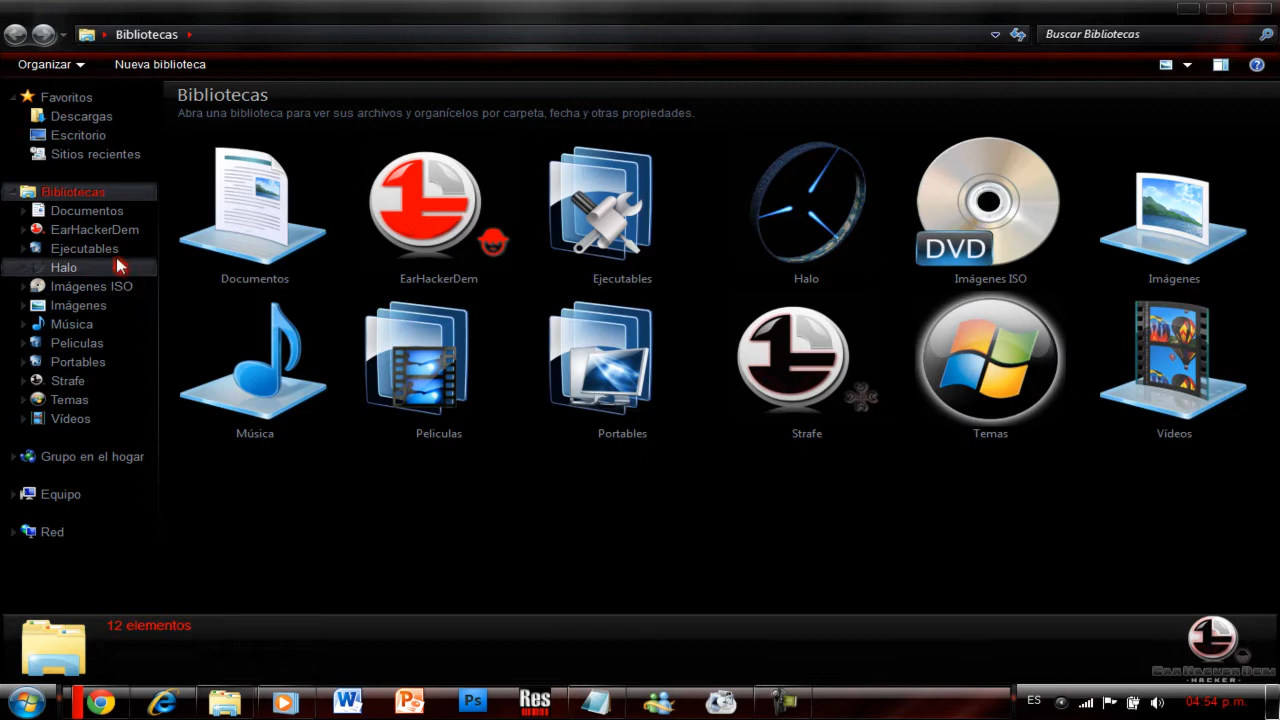 Bibliotecas
Buscar Bibliotecas
Organizar
Nueva biblioteca
Favoritos
Descargas
Escritorio
Sitios recientes
Bibliotecas
Documentos
EarHackerDem
Ejecutables
Halo
Imágenes ISO
Imágenes
Música
Peliculas
Portables
Strafe
Temas
Vídeos
Grupo en el hogar
Equipo
Red
Bibliotecas
Abra una biblioteca para ver sus archivos y organícelos por carpeta, fecha y otras propiedades.
DVD
Documentos
EarHackerDem
Ejecutables
Halo
Imágenes ISO
Imágenes
Música
Peliculas
Portables
Strafe
Temas
Vídeos
12 elementos
EarHackerDem
HACKER
W
P
Ps
Res
ES
04:54 p.m.